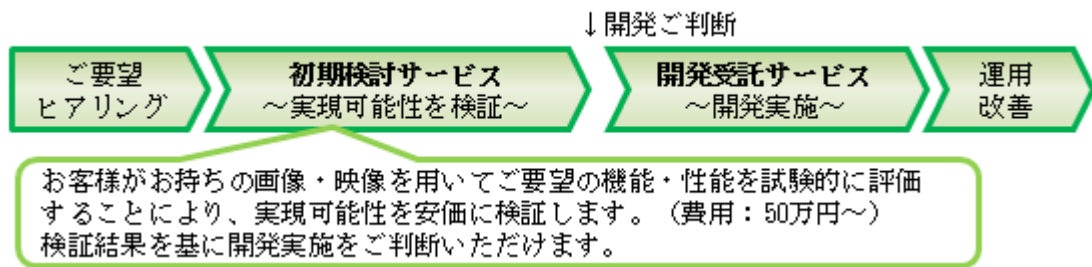 ↓開発ご判断
ご要望
ヒアリング
初期検討サービス
～実現可能性を検証～
開発受託サービス
～開発実施～
運用
改善
お客様がお持ちの画像・映像を用いてご要望の機能・性能を試験的に評価
することにより、実現可能性を安価に検証します。（費用：50万円～）
検証結果を基に開発実施をご判断いただけます。